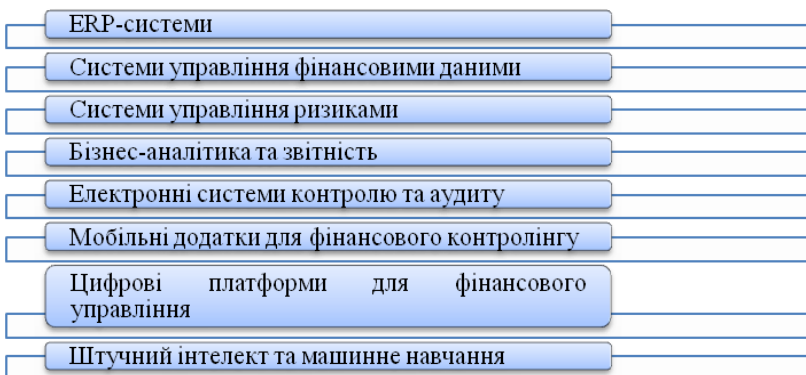 ERP-системи
Системи управління фінансовими даними
Системи управління ризиками
Бізнес-аналітика та звітність
Електронні системи контролю та аудиту
Мобільні додатки для фінансового контролінгу
Цифрові платформи для фінансового
управління
Штучний інтелект та машинне навчання